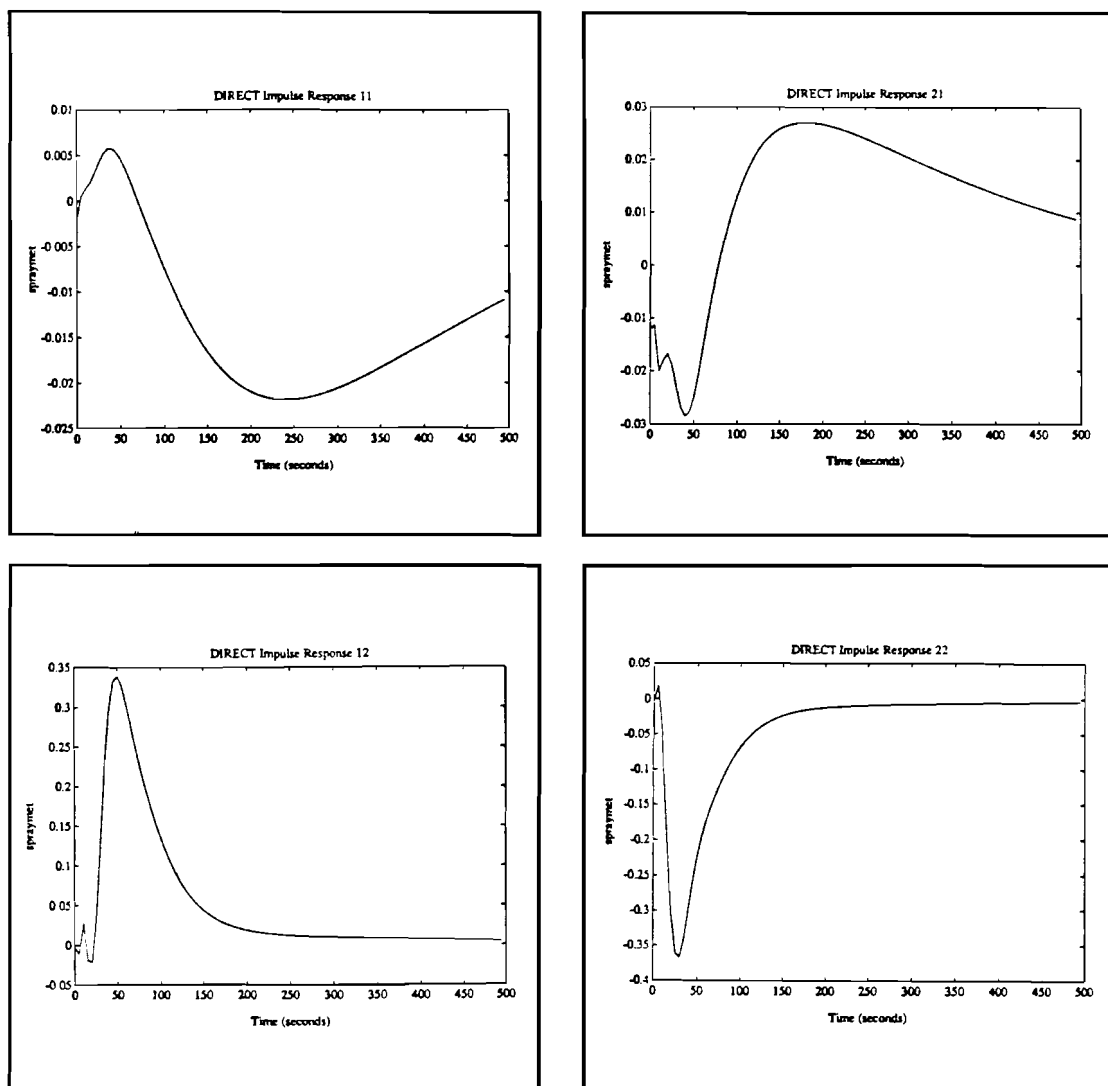 DIRECT Impulse Response 11
0.01
0.005
0
-0.005
-0.01
-0.015
-0.02
-0.025
spraymet
0 50 100 150 200 250 300 350 400 450 500
Time (seconds)
DIRECT Impulse Response 21
0.03
0.02
0.01
0
-0.01
-0.02
-0.03
spraymet
0 50 100 150 200 250 300 350 400 450 500
Time (seconds)
DIRECT Impulse Response 12
0.35
0.3
0.25
0.2
0.15
0.1
0.05
0
-0.05
spraymet
0 50 100 150 200 250 300 350 400 450 500
Time (seconds)
DIRECT Impulse Response 22
0.05
0
-0.05
-0.1
-0.15
-0.2
-0.25
-0.3
-0.35
-0.4
spraymet
0 50 100 150 200 250 300 350 400 450 500
Time (seconds)